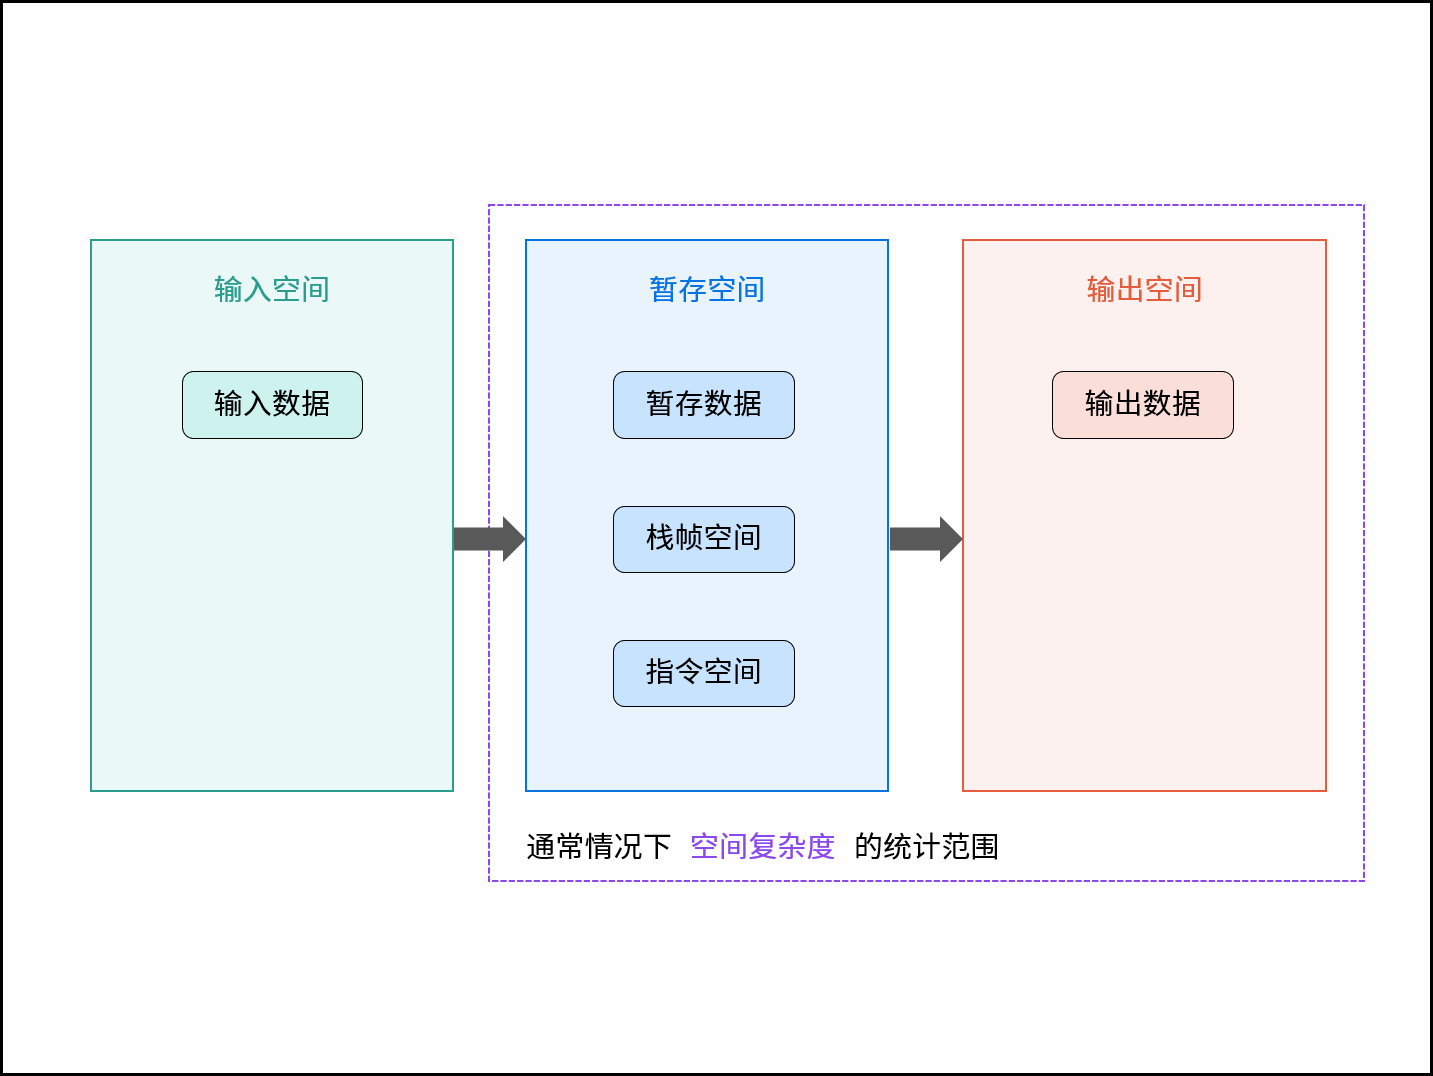 输入空间
输入数据
暂存空间
暂存数据
栈帧空间
指令空间
输出空间
输出数据
通常情况下 空间复杂度 的统计范围